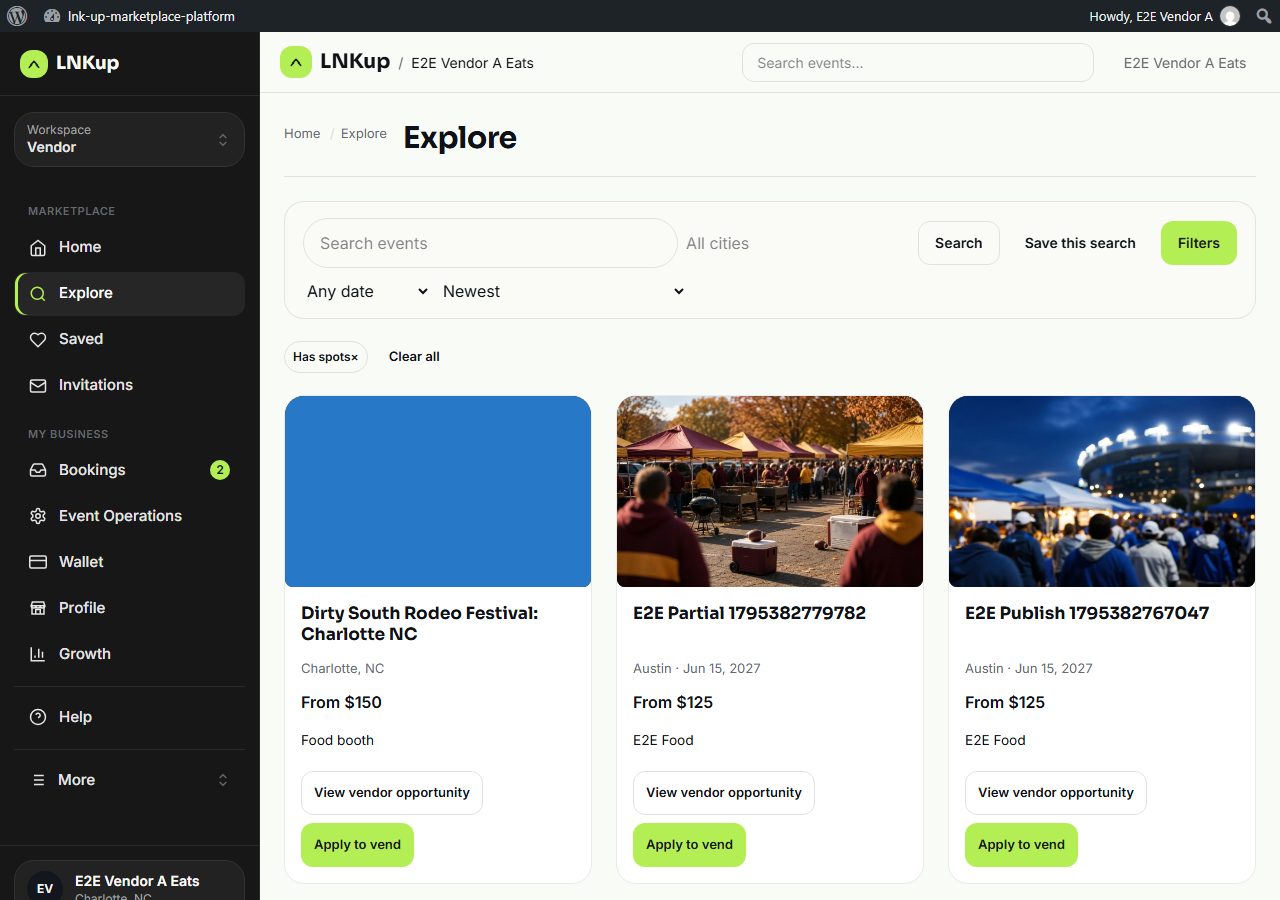 lnk-up-marketplace-platform
Howdy, E2E Vendor A
LNKup
LNKup / E2E Vendor A Eats
Search events...
E2E Vendor A Eats
Workspace
Vendor
MARKETPLACE
Home
Explore
Saved
Invitations
MY BUSINESS
Bookings 2
Event Operations
Wallet
Profile
Growth
Help
More
EV
E2E Vendor A Eats
Charlotte, NC
Home / Explore
Explore
Search events
All cities
Search
Save this search
Filters
Any date
Newest
Has spots×
Clear all
Dirty South Rodeo Festival:
Charlotte NC
Charlotte, NC
From $150
Food booth
View vendor opportunity
Apply to vend
E2E Partial 1795382779782
Austin · Jun 15, 2027
From $125
E2E Food
View vendor opportunity
Apply to vend
E2E Publish 1795382767047
Austin · Jun 15, 2027
From $125
E2E Food
View vendor opportunity
Apply to vend